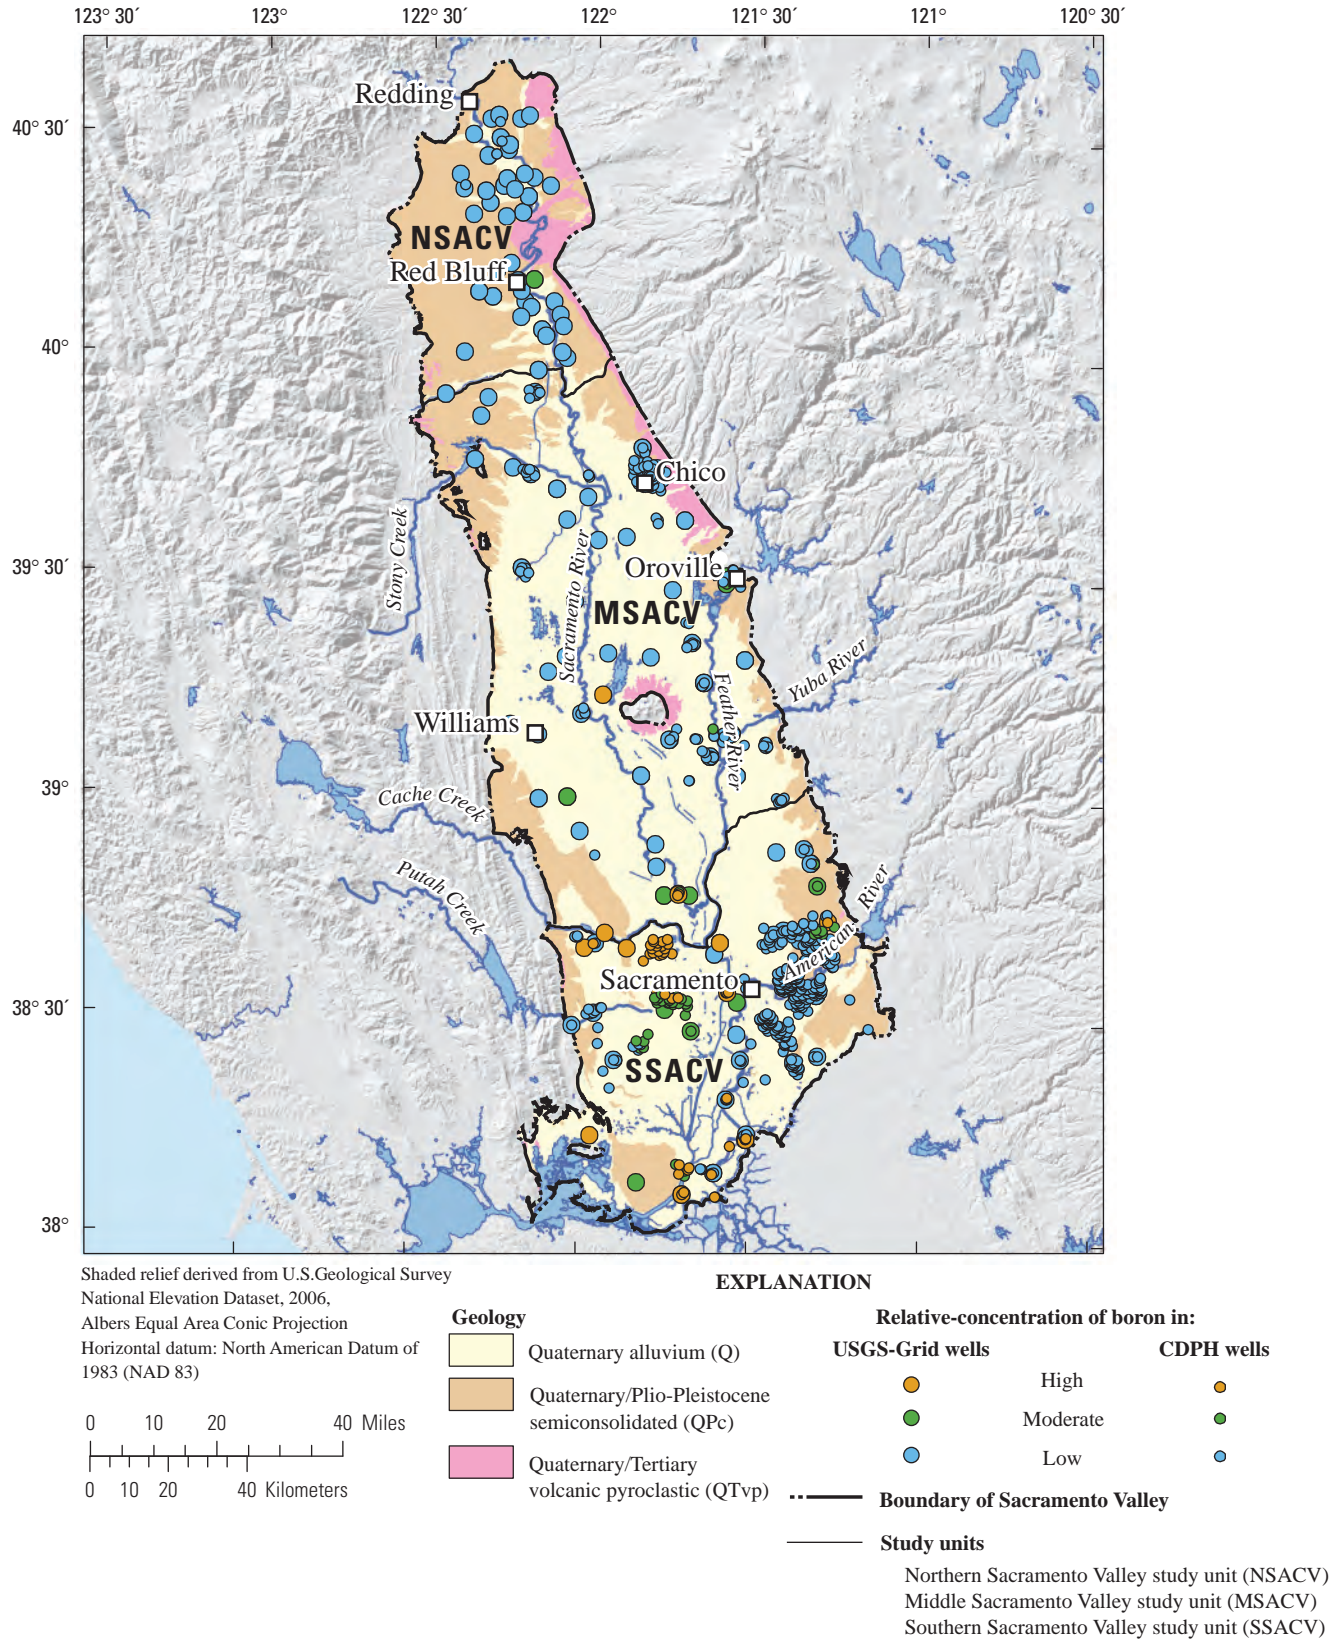 123° 30´ 123° 122° 30´ 122° 121° 30´ 121° 120° 30´
40° 30´
40°
39° 30´
39°
38° 30´
38°
Redding
NSACV
Red Bluff
Chico
Stony Creek
Sacramento River
Oroville
MSACV
Feather River
Yuba River
Williams
Cache Creek
Putah Creek
American River
Sacramento
SSACV
Shaded relief derived from U.S.Geological Survey
National Elevation Dataset, 2006,
Albers Equal Area Conic Projection
Horizontal datum: North American Datum of
1983 (NAD 83)
0 10 20 40 Miles
0 10 20 40 Kilometers
EXPLANATION
Geology
Quaternary alluvium (Q)
Quaternary/Plio-Pleistocene
semiconsolidated (QPc)
Quaternary/Tertiary
volcanic pyroclastic (QTvp)
Relative-concentration of boron in:
USGS-Grid wells CDPH wells
High
Moderate
Low
Boundary of Sacramento Valley
Study units
Northern Sacramento Valley study unit (NSACV)
Middle Sacramento Valley study unit (MSACV)
Southern Sacramento Valley study unit (SSACV)